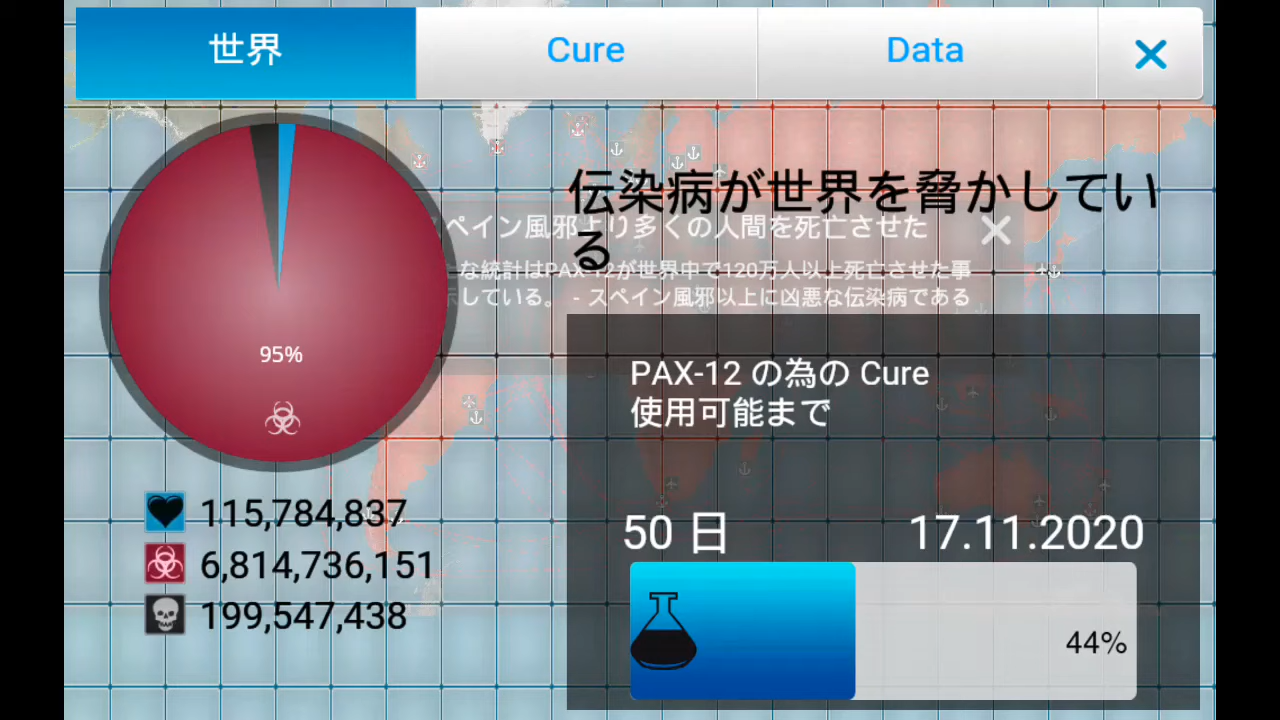 世界
Cure
Data
伝染病が世界を脅かしてい
る
ペイン風邪より多くの人間を死亡させた
な統計はPAX-12が世界中で120万人以上死亡させた事
している。 - スペイン風邪以上に凶悪な伝染病である
95%
PAX-12 の為の Cure
使用可能まで
115,784,837
6,814,736,151
199,547,438
50 日
17.11.2020
44%